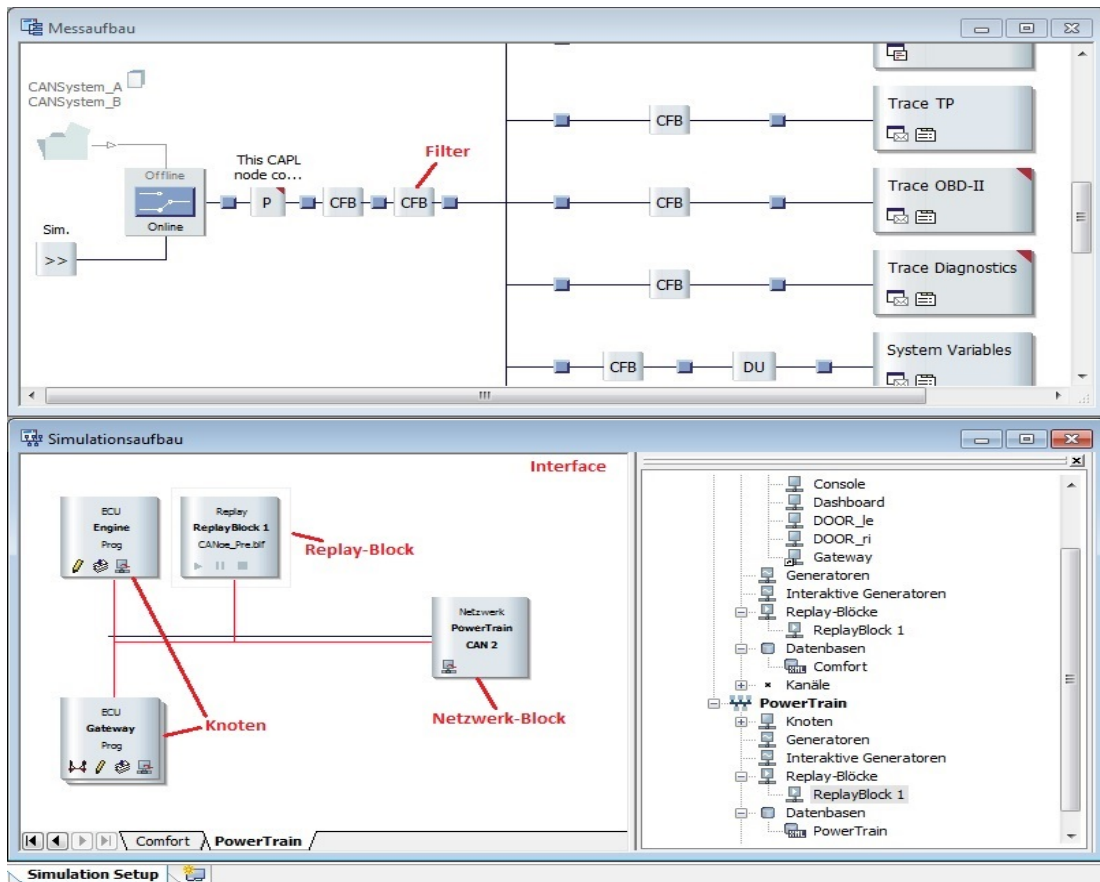 Messaufbau
CANSystem_A
CANSystem_B
Offline
Online
Sim.
>>
This CAPL
node co...
P
CFB
CFB
Filter
CFB
Trace TP
CFB
Trace OBD-II
CFB
Trace Diagnostics
CFB
DU
System Variables
Simulationsaufbau
Interface
ECU
Engine
Prog
Replay
ReplayBlock 1
CANoe_Pre.blf
Replay-Block
Netzwerk
PowerTrain
CAN 2
Netzwerk-Block
ECU
Gateway
Prog
Knoten
Comfort
PowerTrain
Console
Dashboard
DOOR_le
DOOR_ri
Gateway
Generatoren
Interaktive Generatoren
Replay-Blöcke
ReplayBlock 1
Datenbasen
Comfort
Kanäle
PowerTrain
Knoten
Generatoren
Interaktive Generatoren
Replay-Blöcke
ReplayBlock 1
Datenbasen
PowerTrain
Simulation Setup